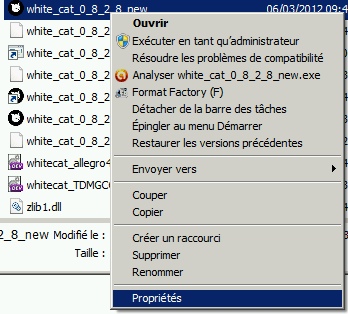 white_cat_0_8_2_8_new 06/03/2012 09:4
Ouvrir
white_cat_0_8_2
Exécuter en tant qu'administrateur
white_cat_0_8_2
Résoudre les problèmes de compatibilité
white_cat_0_8_2
Analyser white_cat_0_8_2_8_new.exe
white_cat_0_8_2
Format Factory (F)
white_cat_0_8_2
Détacher de la barre des tâches
white_cat_0_8_2
Épingler au menu Démarrer
Restaurer les versions précédentes
whitecat_allegro4
Envoyer vers
whitecat_TDMGC
Couper
zlib1.dll
Copier
2_8_new Modifié le :
Créer un raccourci
Taille :
Supprimer
Renommer
Propriétés